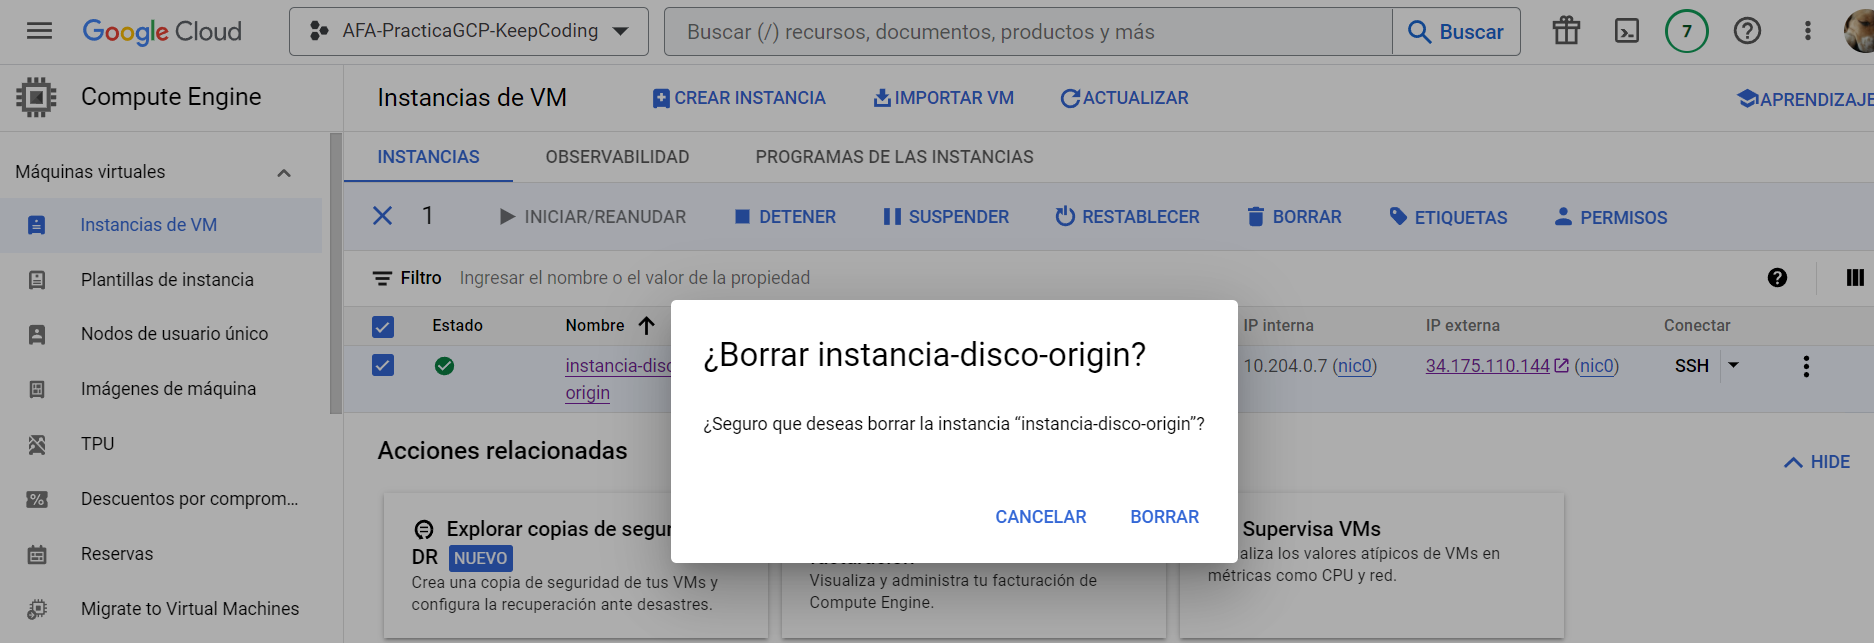 Google Cloud
AFA-PracticaGCP-KeepCoding
Buscar (/) recursos, documentos, productos y más
Buscar
7
Compute Engine
Instancias de VM
CREAR INSTANCIA
IMPORTAR VM
ACTUALIZAR
APRENDIZAJE
Máquinas virtuales
Instancias de VM
Plantillas de instancia
Nodos de usuario único
Imágenes de máquina
TPU
Descuentos por comprom...
Reservas
Migrate to Virtual Machines
INSTANCIAS
OBSERVABILIDAD
PROGRAMAS DE LAS INSTANCIAS
1
INICIAR/REANUDAR
DETENER
SUSPENDER
RESTABLECER
BORRAR
ETIQUETAS
PERMISOS
Filtro
Ingresar el nombre o el valor de la propiedad
Estado
Nombre
IP interna
IP externa
Conectar
instancia-disc
origin
10.204.0.7 (nic0)
34.175.110.144 (nic0)
SSH
¿Borrar instancia-disco-origin?
¿Seguro que deseas borrar la instancia “instancia-disco-origin”?
CANCELAR
BORRAR
Acciones relacionadas
HIDE
Explorar copias de segur
DR NUEVO
Crea una copia de seguridad de tus VMs y
configura la recuperación ante desastres.
Visualiza y administra tu facturación de
Compute Engine.
Supervisa VMs
aliza los valores atípicos de VMs en
métricas como CPU y red.